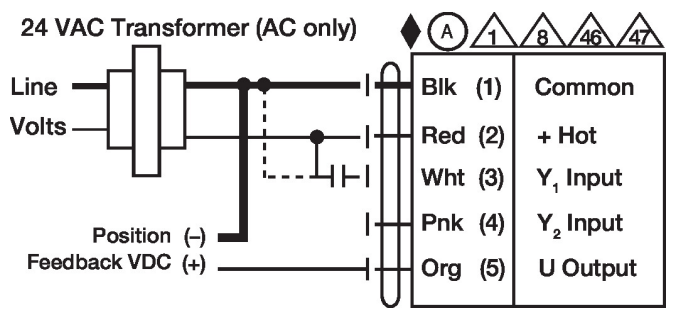 24 VAC Transformer (AC only)
A 1 8 46 47
Line
Blk (1) Common
Volts
Red (2) + Hot
Wht (3) Y1 Input
Pnk (4) Y2 Input
Position (–)
Feedback VDC (+)
Org (5) U Output